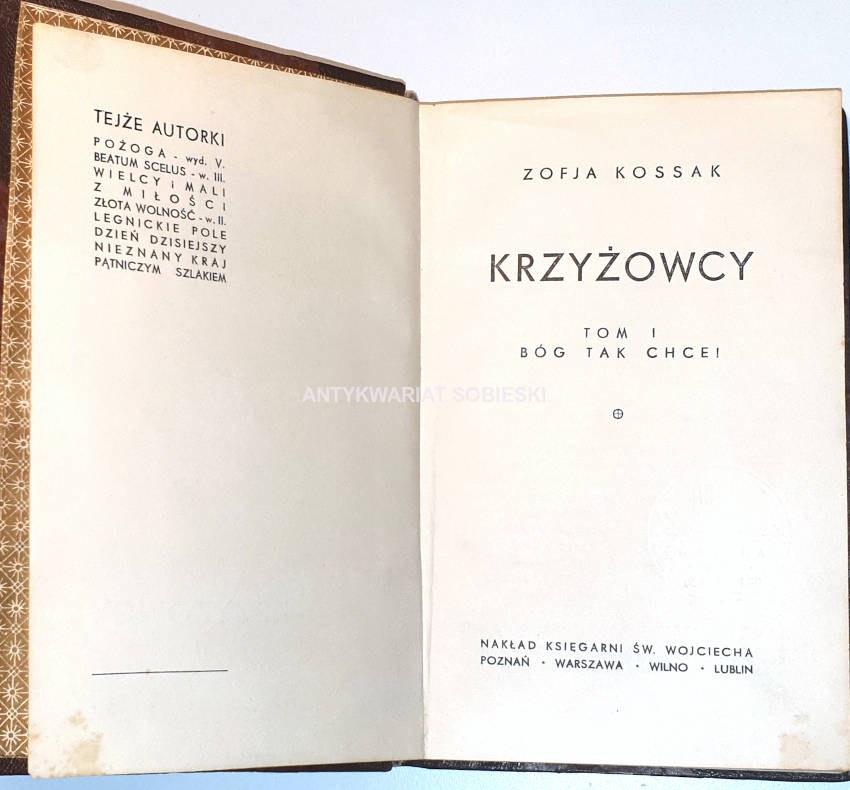 TEJŻE AUTORKI
POŻOGA - wyd. V.
BEATUM SCELUS - w. III.
WIELCY i MALI
Z MIŁOŚCI
ZŁOTA WOLNOŚĆ - w. II.
LEGNICKIE POLE
DZIEŃ DZISIEJSZY
NIEZNANY KRAJ
PĄTNICZYM SZLAKIEM
ZOFJA KOSSAK
KRZYŻOWCY
TOM I
BÓG TAK CHCE!
ANTYKWARIAT SOBIESKI
NAKŁAD KSIĘGARNI ŚW. WOJCIECHA
POZNAŃ • WARSZAWA • WILNO • LUBLIN